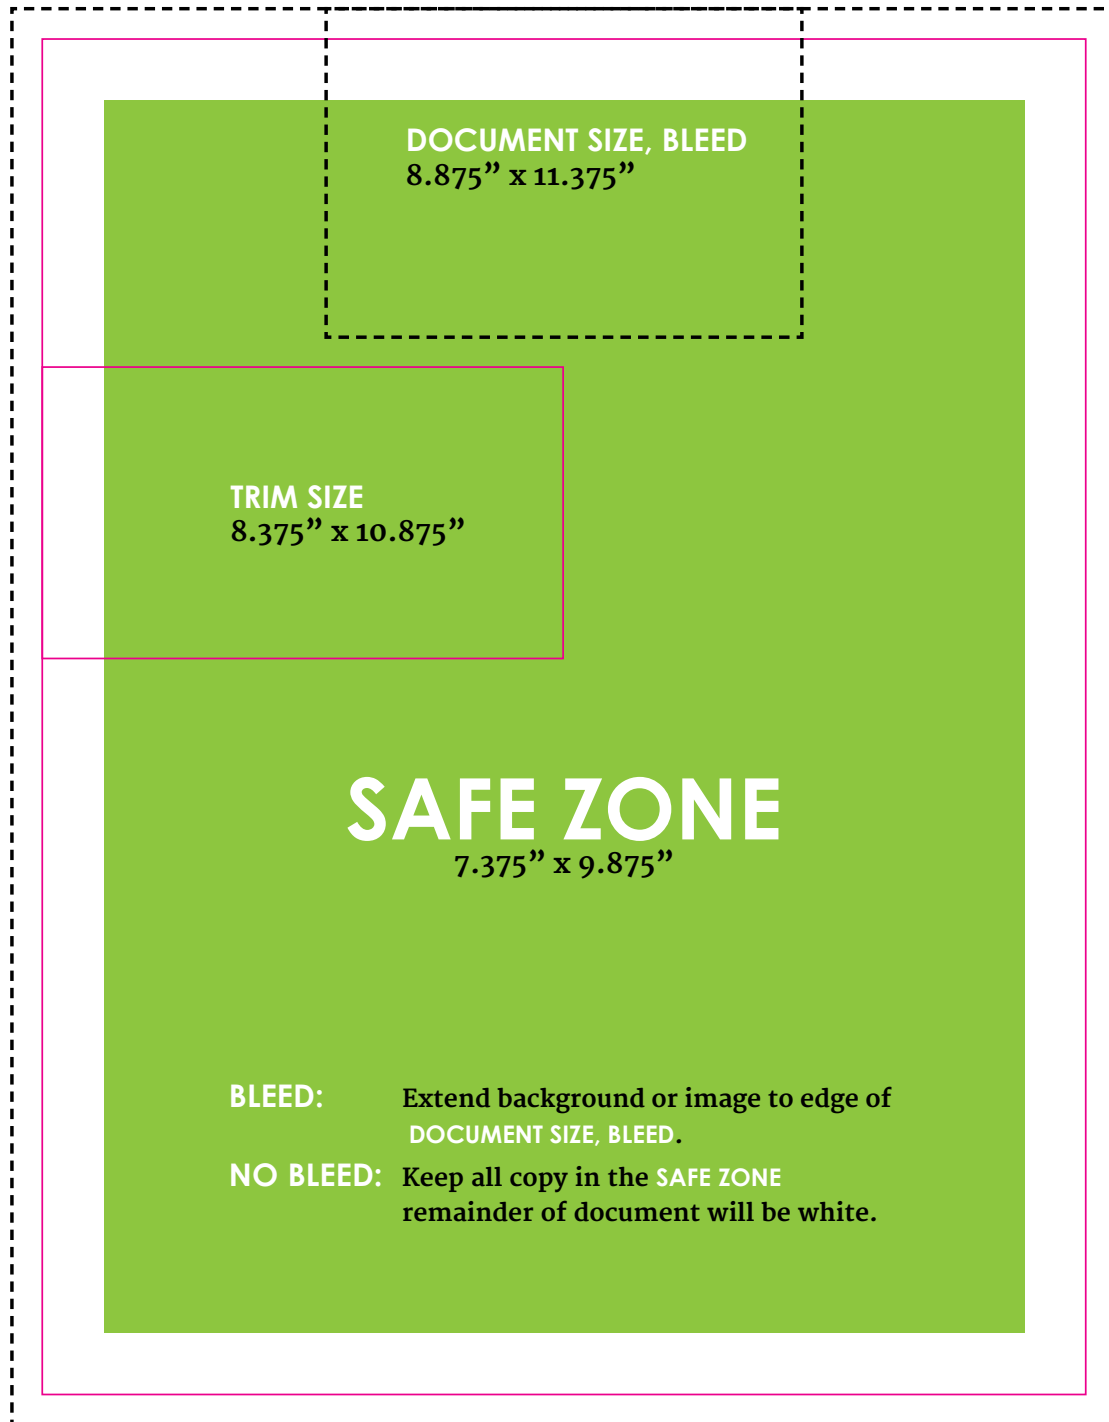 DOCUMENT SIZE, BLEED
8.875” x 11.375”
TRIM SIZE
8.375” x 10.875”
SAFE ZONE
7.375” x 9.875”
BLEED: Extend background or image to edge of
DOCUMENT SIZE, BLEED.
NO BLEED: Keep all copy in the SAFE ZONE
remainder of document will be white.